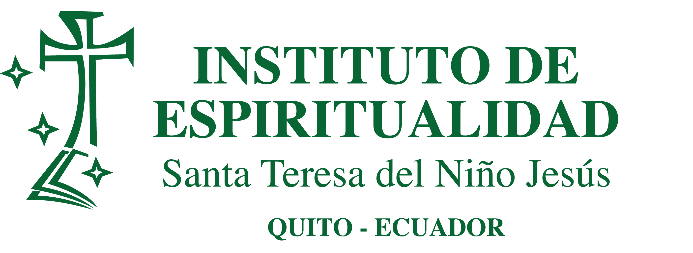 INSTITUTO DE
ESPIRITUALIDAD
Santa Teresa del Niño Jesús
QUITO - ECUADOR